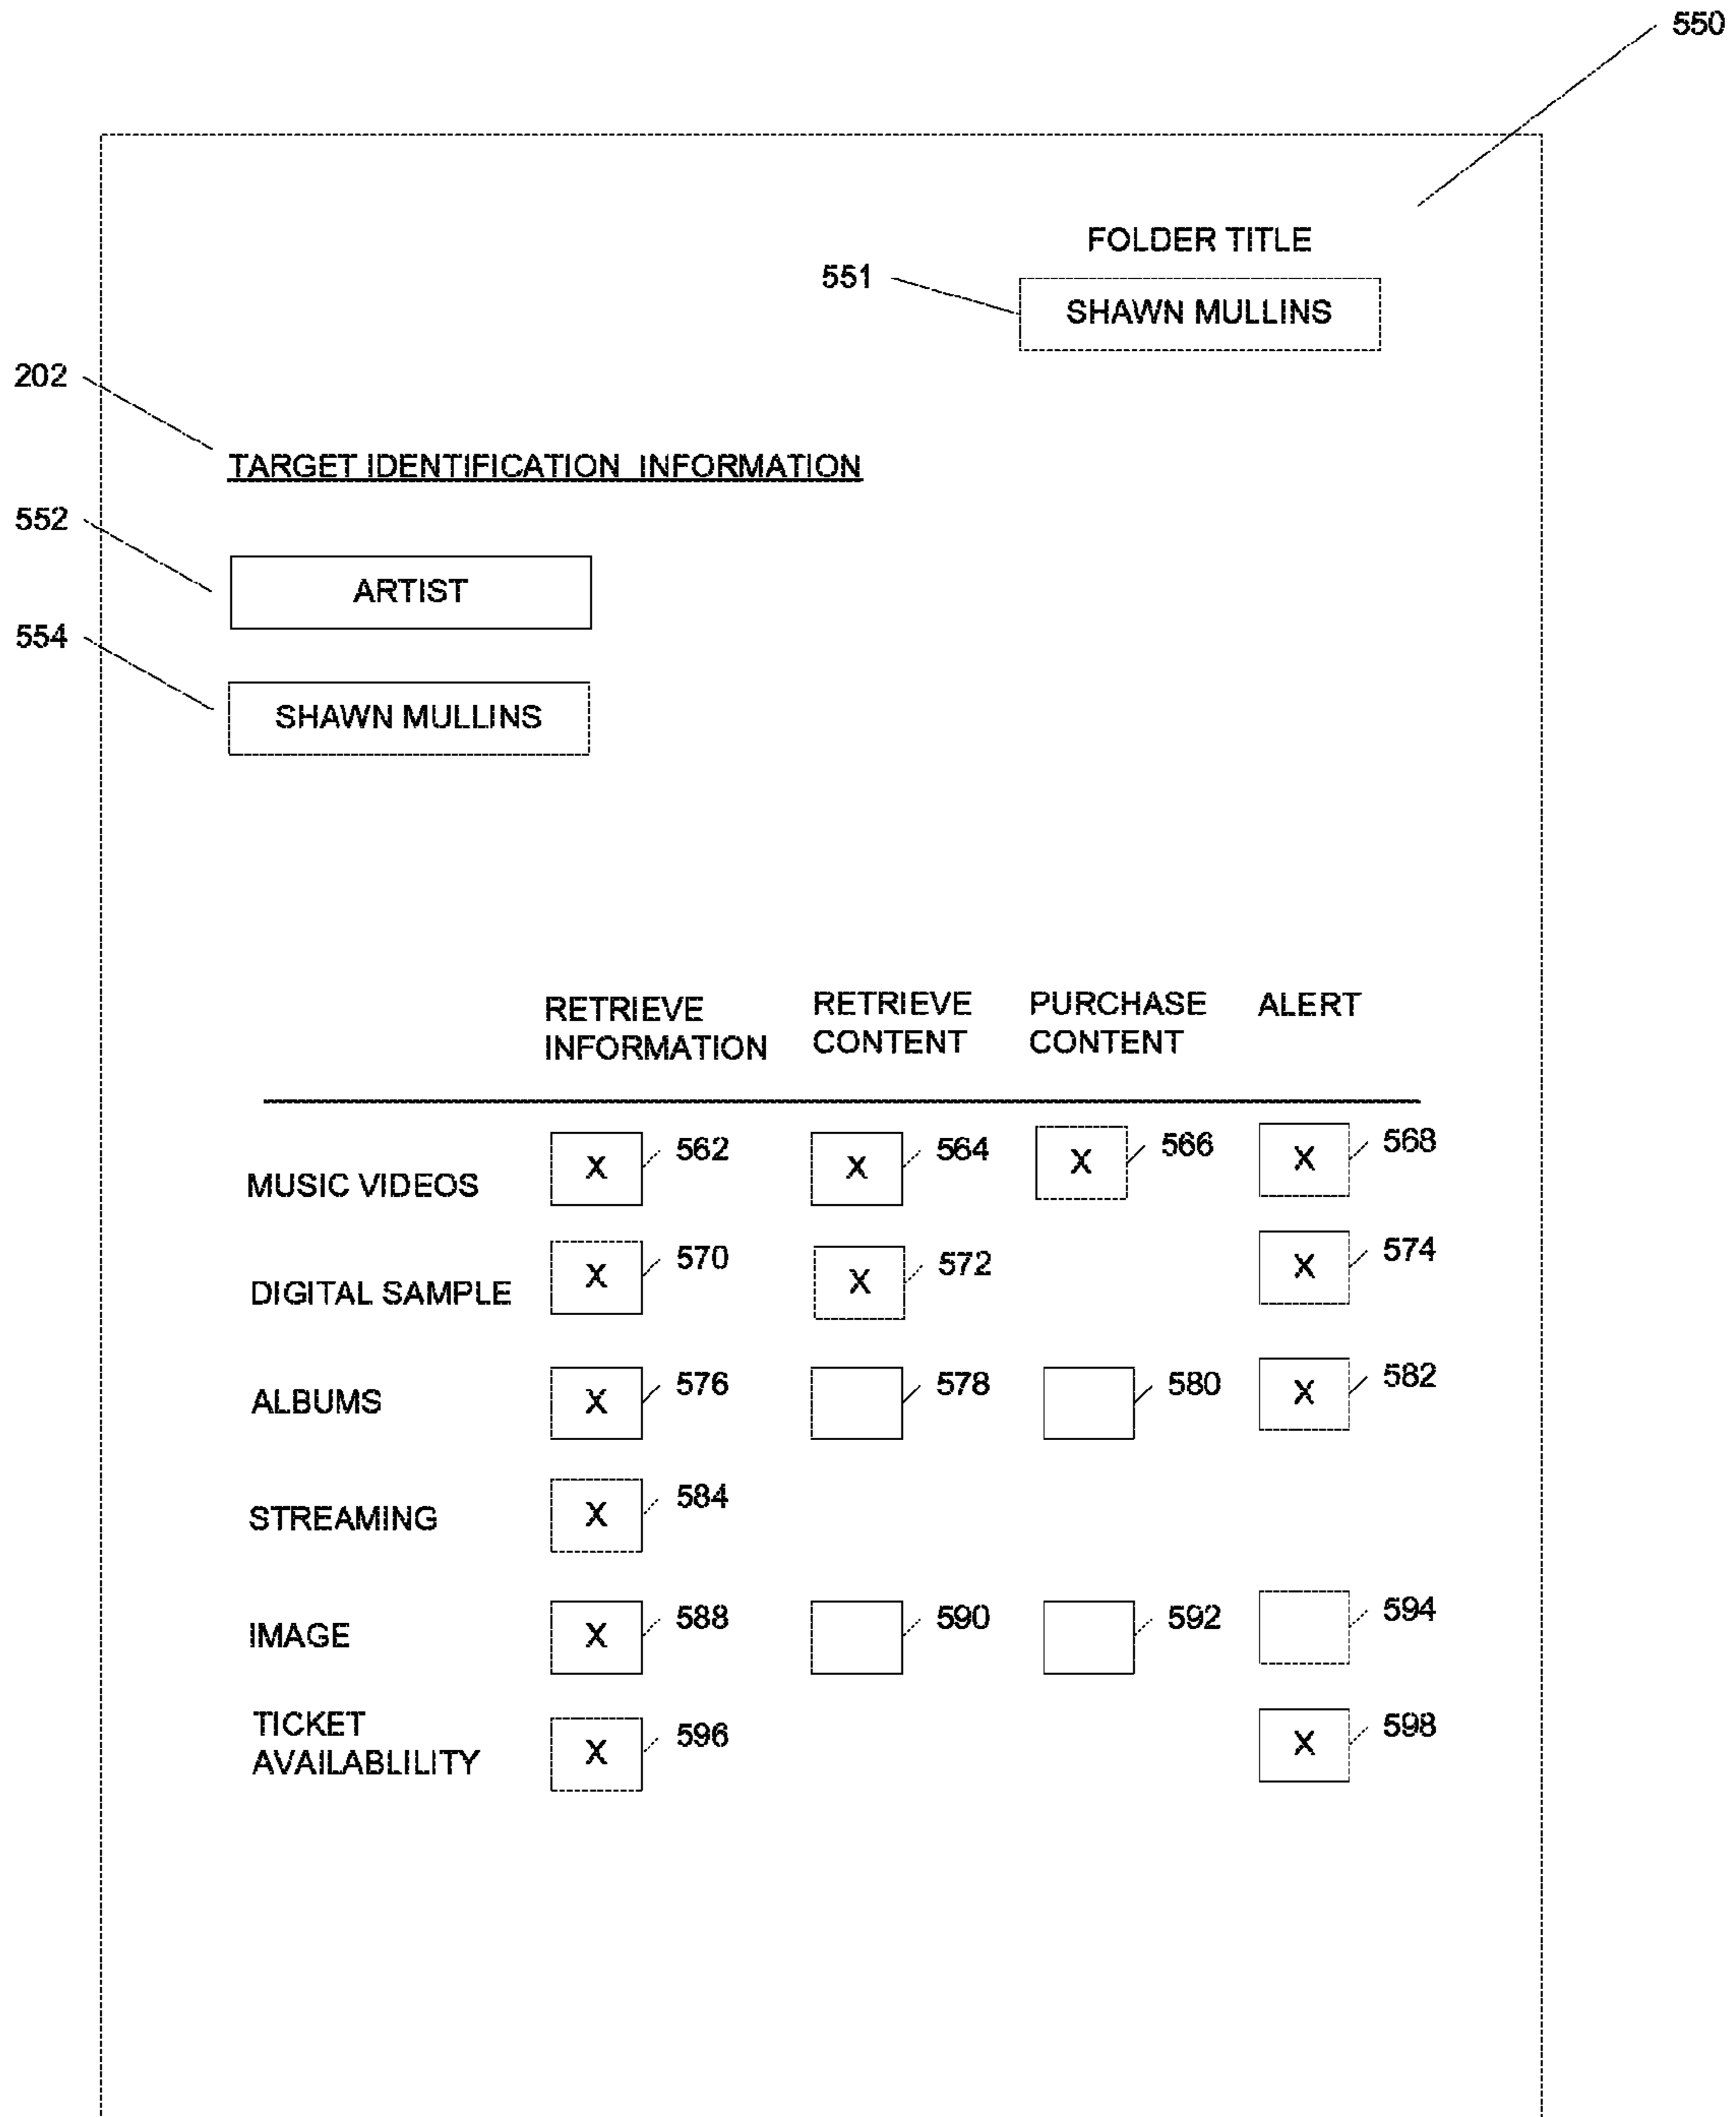 550
FOLDER TITLE
551
SHAWN MULLINS
202
TARGET IDENTIFICATION INFORMATION
552
ARTIST
554
SHAWN MULLINS
RETRIEVE INFORMATION
RETRIEVE CONTENT
PURCHASE CONTENT
ALERT
MUSIC VIDEOS X 562 X 564 X 566 X 568
DIGITAL SAMPLE X 570 X 572 X 574
ALBUMS X 576 578 580 X 582
STREAMING X 584
IMAGE X 588 590 592 594
TICKET
AVAILABLILITY X 596 X 598